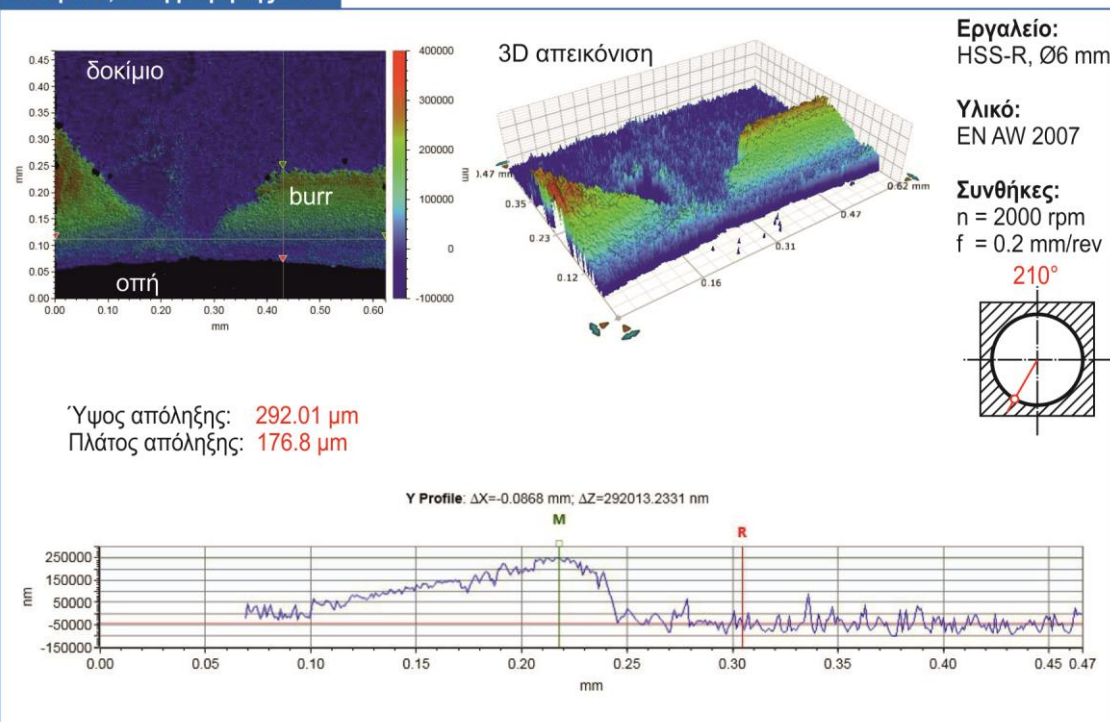 0.45
0.40
0.35
0.30
0.25
0.20
0.15
0.10
0.05
0.00
mm
0.00 0.10 0.20 0.30 0.40 0.50 0.60
mm
δοκίμιο
burr
οπή
400000
300000
200000
100000
0
-100000
nm
3D απεικόνιση
0.47 mm
0.35
0.23
0.12
0.16
0.31
0.47
0.62 mm
Εργαλείο:
HSS-R, Ø6 mm
Υλικό:
EN AW 2007
Συνθήκες:
n = 2000 rpm
f = 0.2 mm/rev
210°
Ύψος απόληξης: 292.01 μm
Πλάτος απόληξης: 176.8 μm
Y Profile: ΔX=-0.0868 mm; ΔZ=292013.2331 nm
M
R
250000
150000
50000
-50000
-150000
nm
0.00 0.05 0.10 0.15 0.20 0.25 0.30 0.35 0.40 0.45 0.47
mm